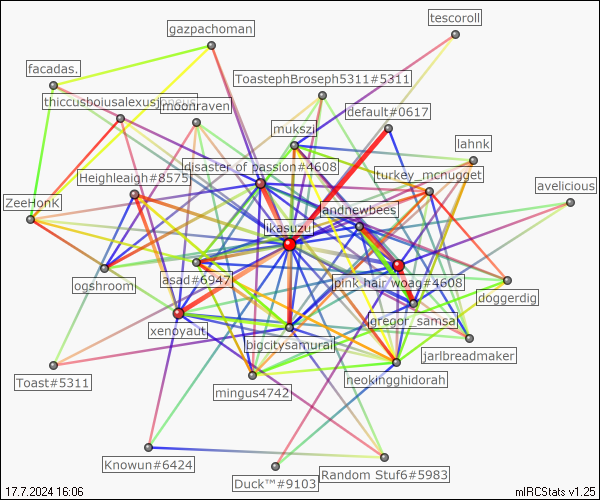 tescoroll
gazpachoman
facadas.
ToastephBroseph5311#5311
thiccusboiusalexus
moonraven
default#0617
mukszi
lahnk
disaster of passion#4608
Heighleigh#8575
turkey_mcnugget
avelicious
ZeeHonK
landnewbees
ikasuzu
ogshroom
asad#6947
pink hair woag#4608
doggerdig
gregor_samsa
xenoyaut
bigcitysamurai
jarlbreadmaker
Toast#5311
neokingghidorah
mingus4742
Knowun#6424
Random Stuf6#5983
Duck™#9103
17.7.2024 16:06
mIRCStats v1.25